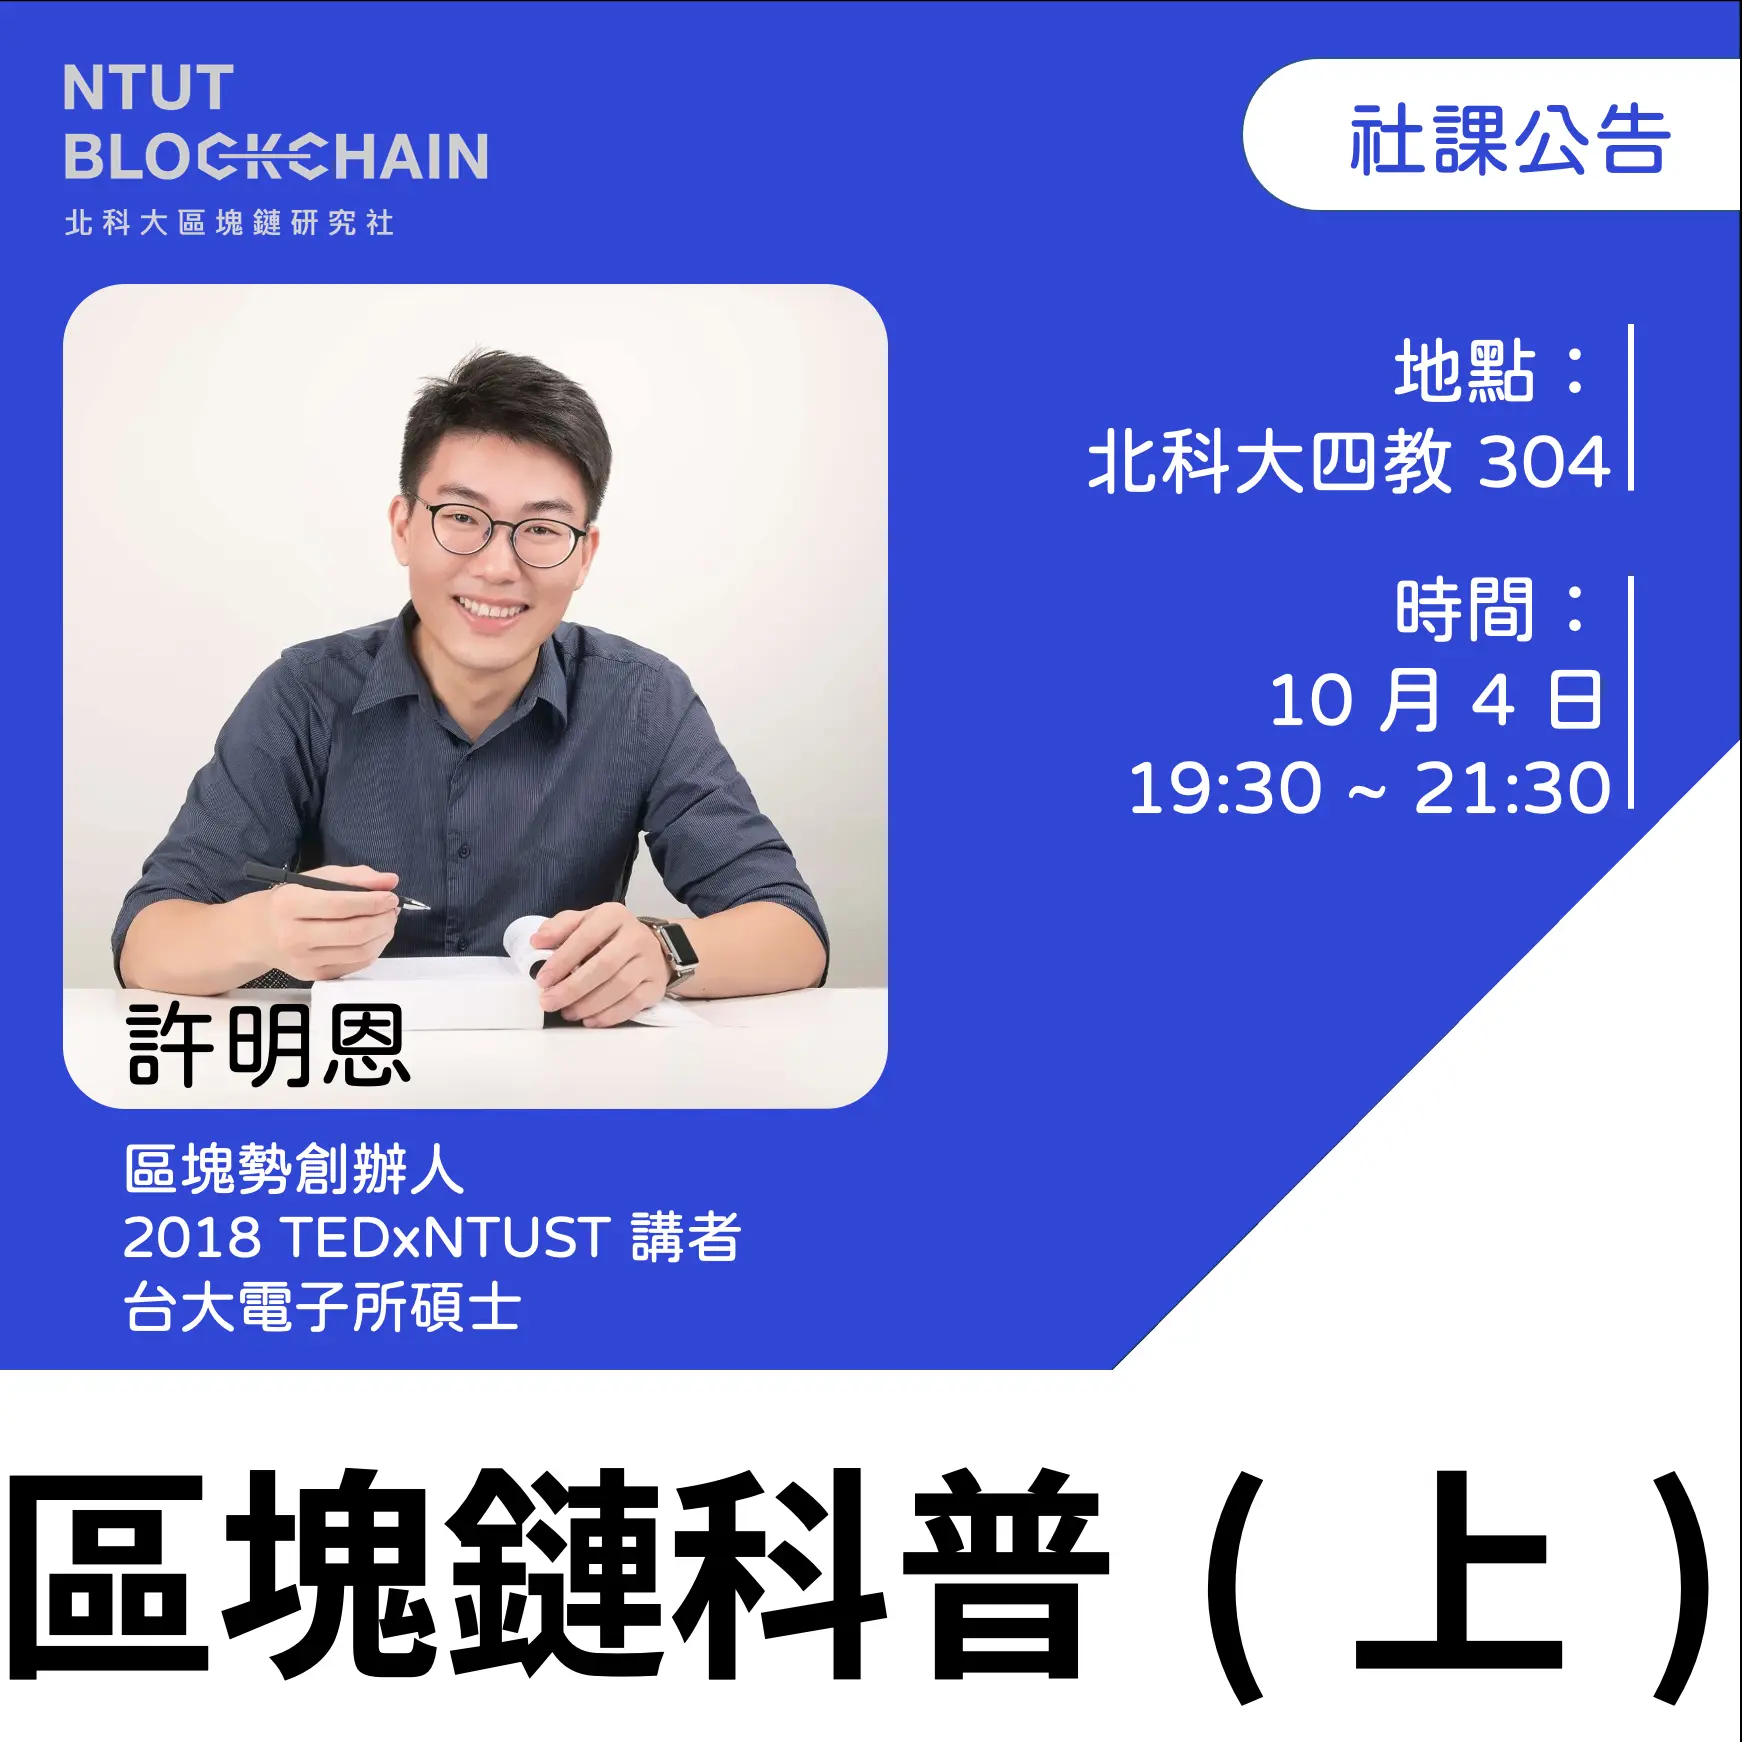 NTUT
BLOCKCHAIN
北科大區塊鏈研究社
社課公告
地點：
北科大四教 304
時間：
10 月 4 日
19:30 ~ 21:30
許明恩
區塊勢創辦人
2018 TEDxNTUST 講者
台大電子所碩士
區塊鏈科普（上）